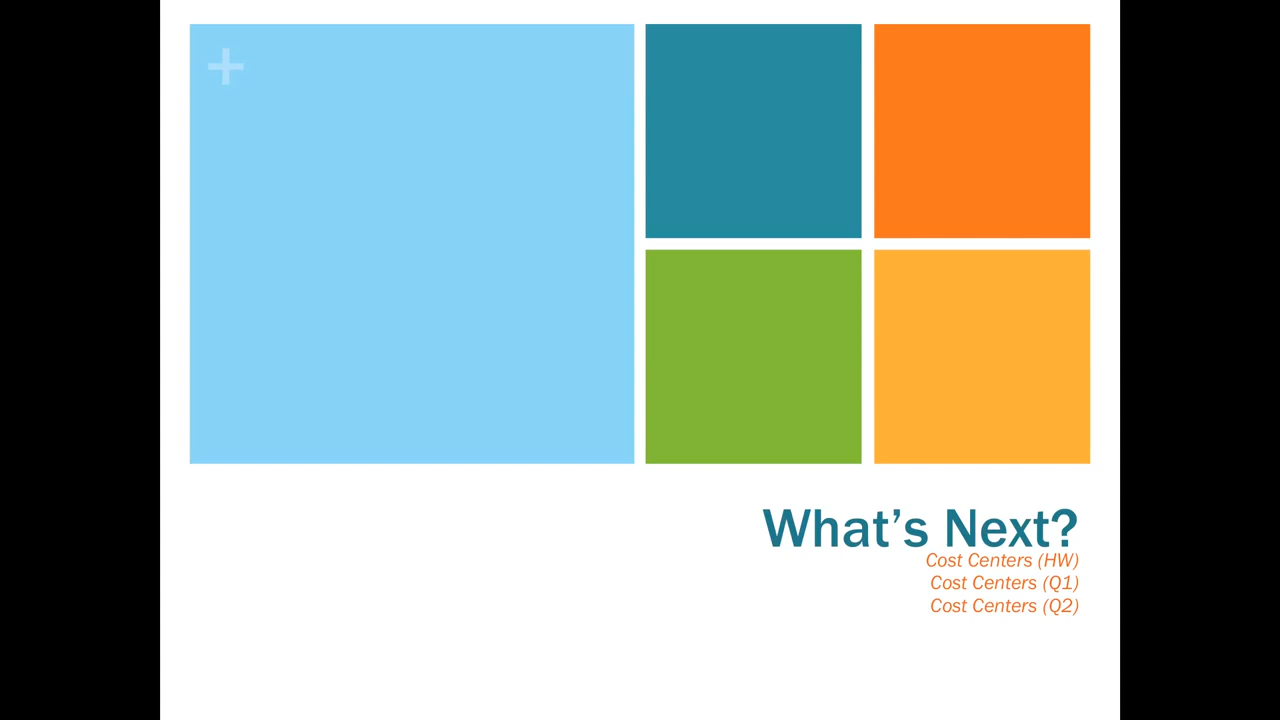 +
What's Next?
Cost Centers (HW)
Cost Centers (Q1)
Cost Centers (Q2)